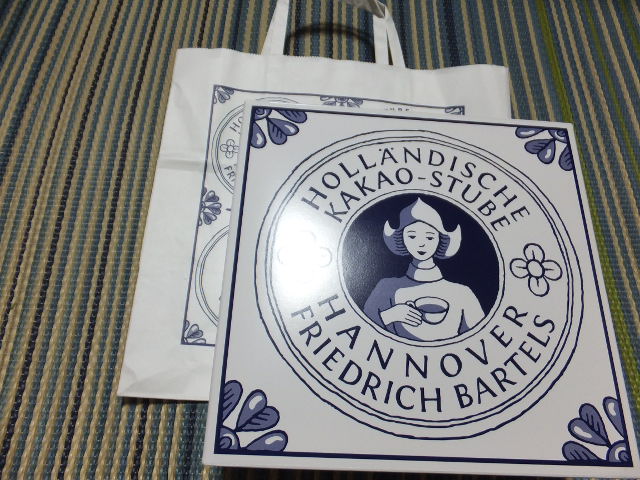 HOLLÄNDISCHE
KAKAO-STUBE
HANNOVER
FRIEDRICH BARTELS